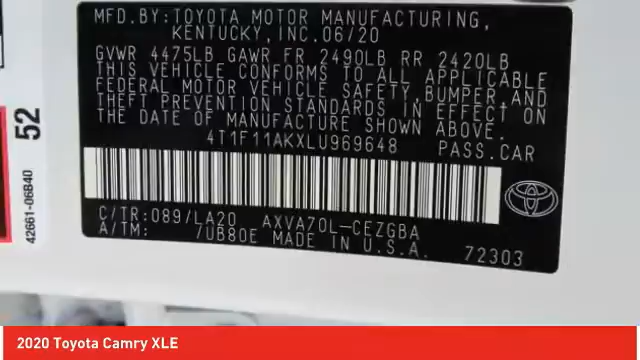 MFD. BY: TOYOTA MOTOR MANUFACTURING,
KENTUCKY, INC. 06/20
GVWR 4475LB GAWR FR 2490LB RR 2420LB
THIS VEHICLE CONFORMS TO ALL APPLICABLE
FEDERAL MOTOR VEHICLE SAFETY, BUMPER AND
THEFT PREVENTION STANDARDS IN EFFECT ON
THE DATE OF MANUFACTURE SHOWN ABOVE.
4T1F11AKXLU969648 PASS. CAR
C/TR: 089/LA20 AXVA70L-CEZGBA
A/TM: 7UB80E MADE IN U.S.A. 72303
52
42661-06B40
2020 Toyota Camry XLE